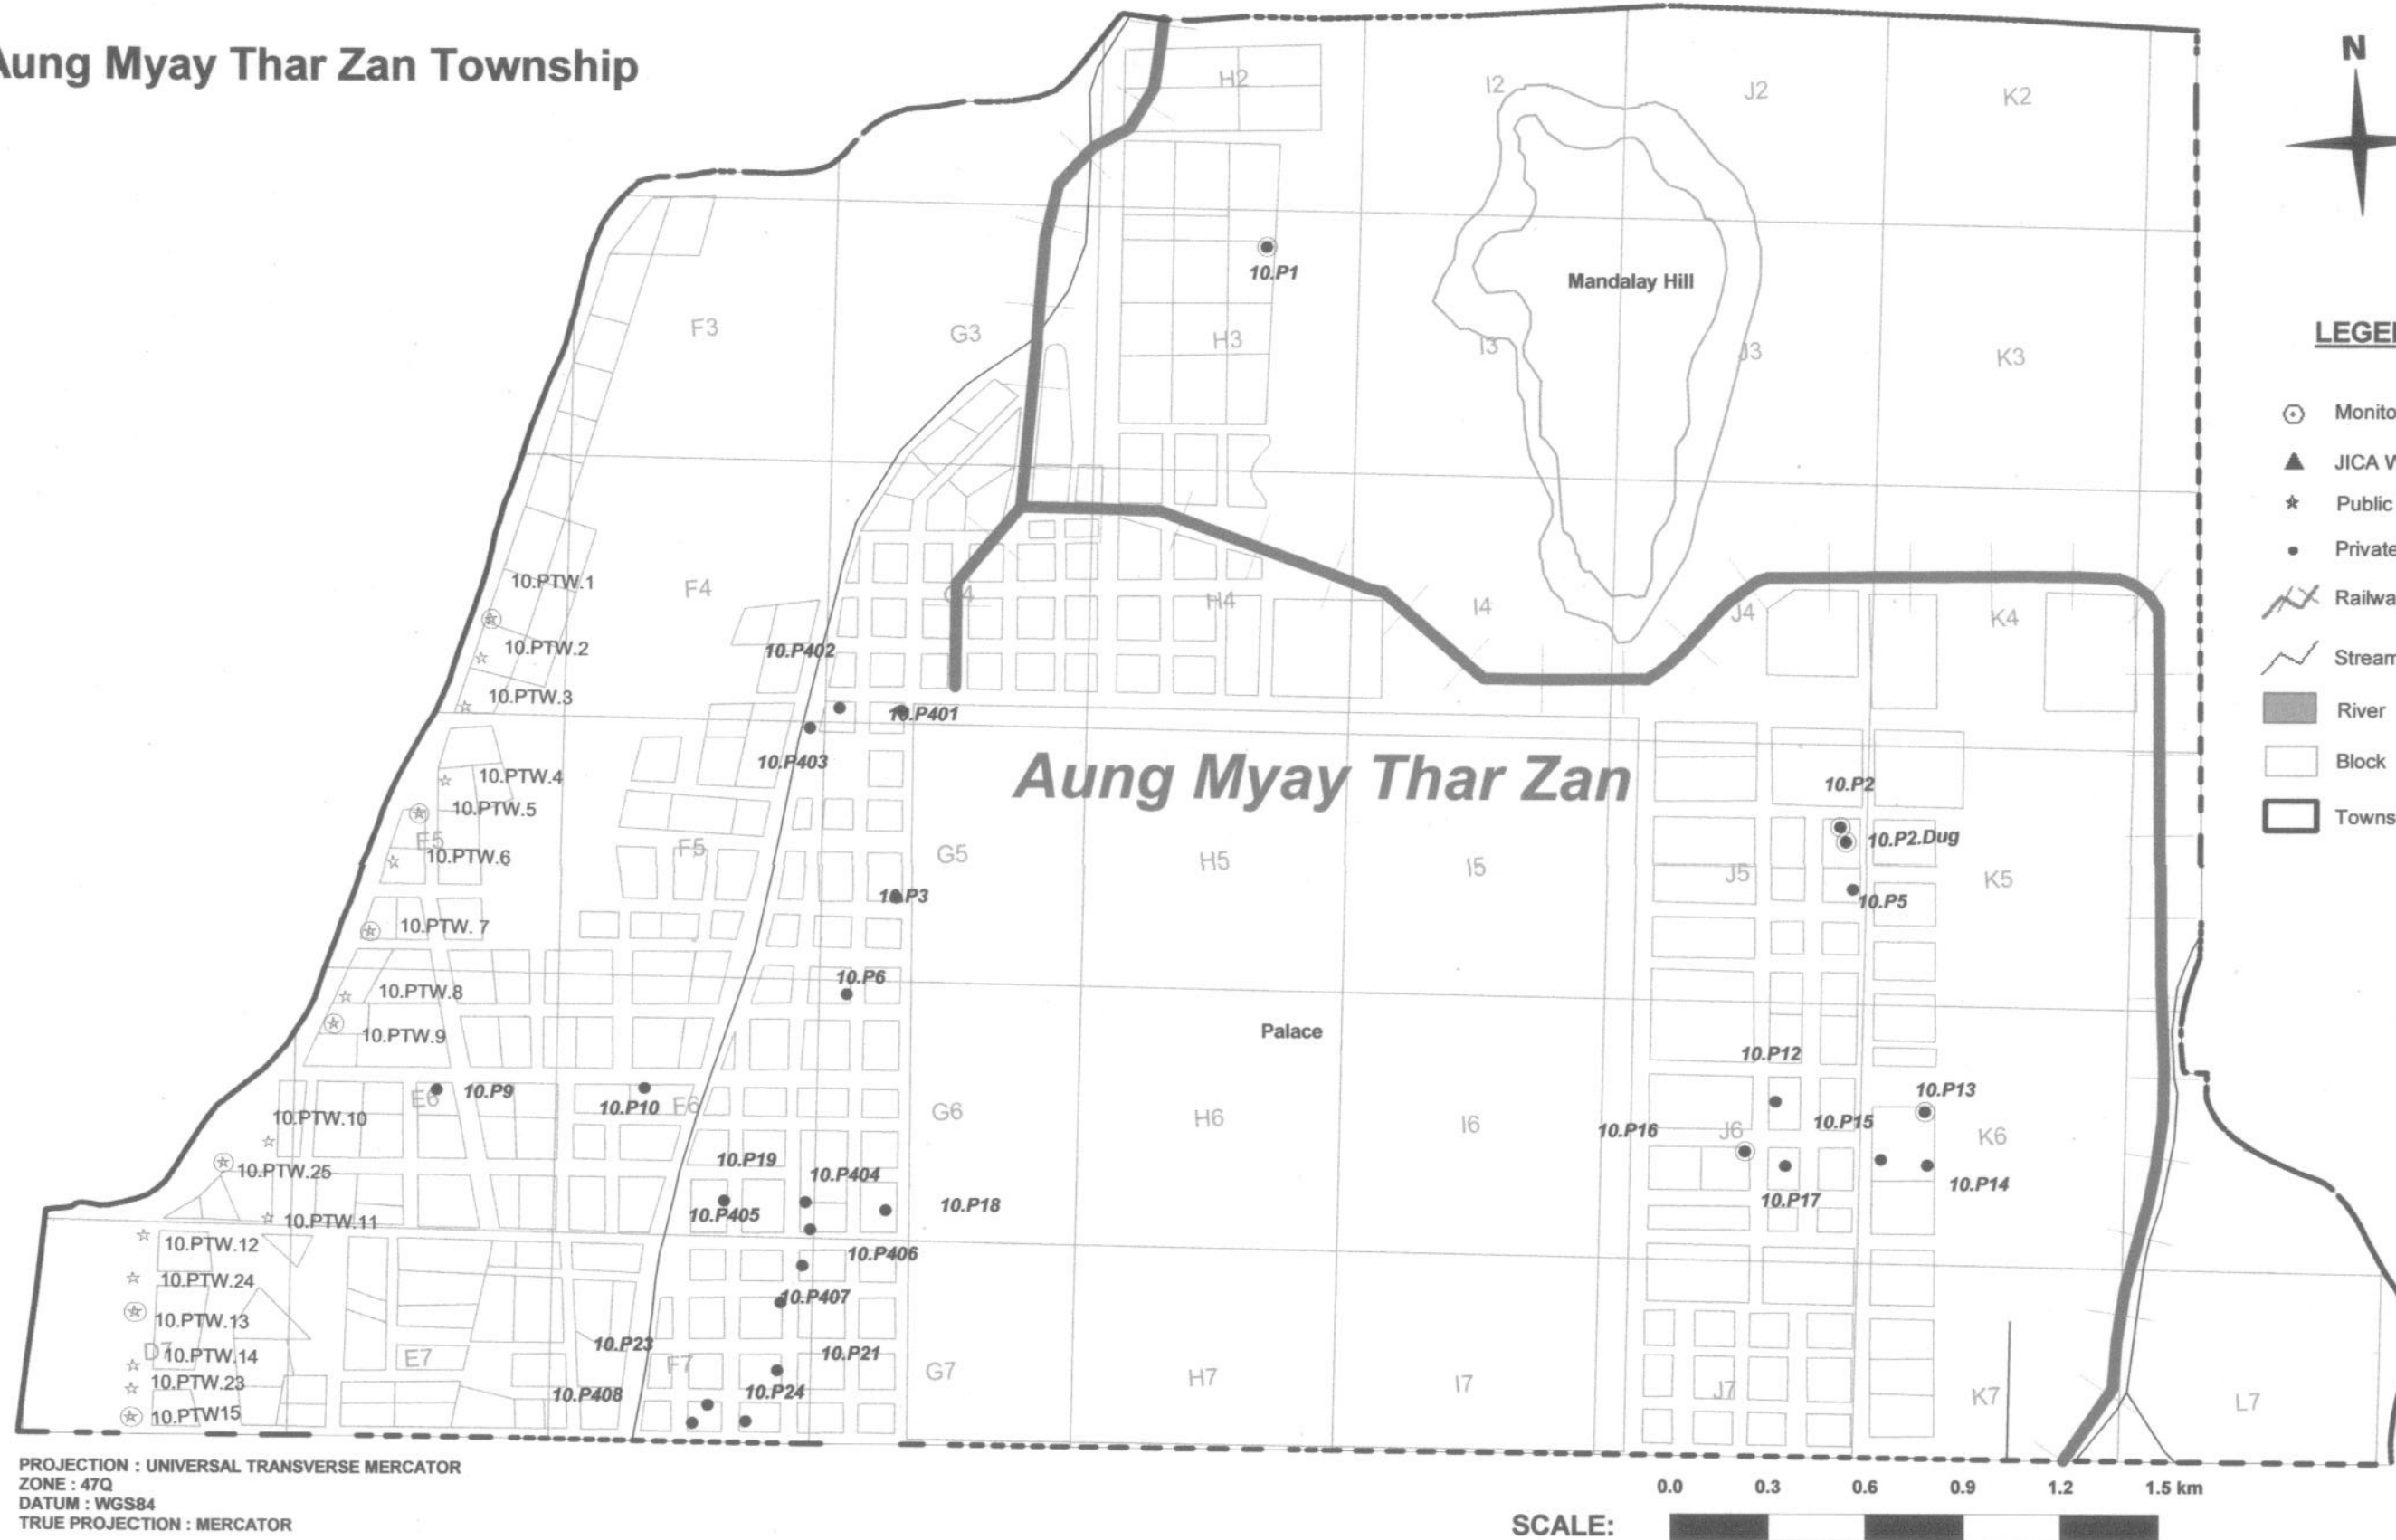 Aung Myay Thar Zan Township
N
H2
I2
J2
K2
10.P1
Mandalay Hill
F3
G3
H3
I3
J3
K3
LEGE
Monito
JICA W
Public
Private
Railwa
Stream
River
Block
Towns
10.PTW.1
F4
G4
H4
I4
J4
K4
10.PTW.2
10.P402
10.PTW.3
10.P401
10.P403
Aung Myay Thar Zan
10.PTW.4
10.P2
10.PTW.5
10.P2.Dug
E5
F5
G5
H5
I5
J5
K5
10.PTW.6
10.P3
10.P5
10.PTW. 7
10.P6
10.PTW.8
10.PTW.9
Palace
10.P12
10.P9
10.P13
E6
10.P10
F6
G6
H6
I6
J6
K6
10.PTW.10
10.P16
10.P15
10.P19
10.PTW.25
10.P404
10.P14
10.P405
10.P18
10.P17
10.PTW.11
10.PTW.12
10.P406
10.PTW.24
10.P407
10.PTW.13
10.P23
D7
10.PTW.14
E7
F7
10.P21
G7
H7
I7
J7
K7
L7
10.PTW.23
10.P408
10.P24
10.PTW15
PROJECTION : UNIVERSAL TRANSVERSE MERCATOR
ZONE : 47Q
DATUM : WGS84
TRUE PROJECTION : MERCATOR
0.0 0.3 0.6 0.9 1.2 1.5 km
SCALE: